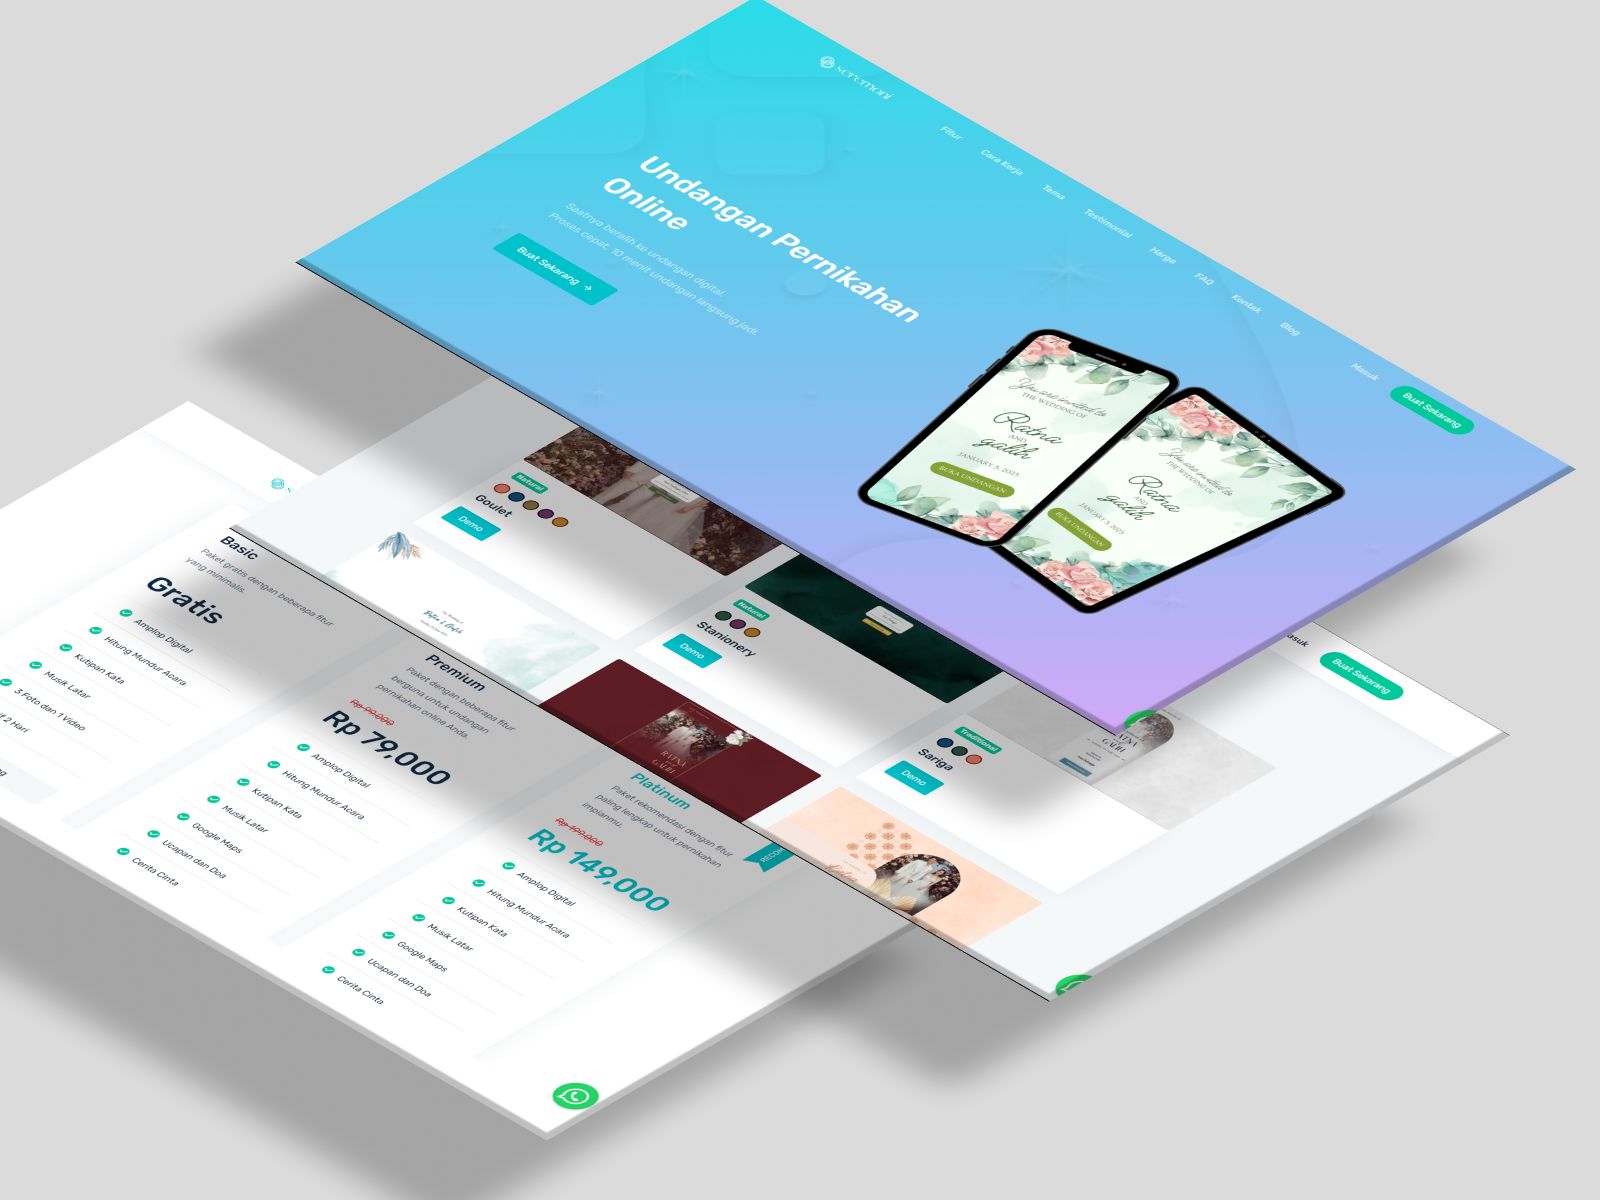 seremoni
Fitur
Cara Kerja
Tema
Testimonial
Harga
FAQ
Kontak
Blog
Masuk
Buat Sekarang
Undangan Pernikahan
Online
Saatnya beralih ke undangan digital.
Proses cepat, 10 menit undangan langsung jadi.
Buat Sekarang →
You are invited to
THE WEDDING OF
Ratna
AND
galih
JANUARY 5, 2025
BUKA UNDANGAN
You are invited to
THE WEDDING OF
Ratna
AND
galih
JANUARY 5, 2025
BUKA UNDANGAN
Natural
Goulet
Demo
Natural
Stanionery
Demo
Traditional
Sariga
Demo
RATNA
GALIH
GALIH
asuk
Buat Sekarang
Basic
Paket gratis dengan beberapa fitur
yang minimalis.
Gratis
Amplop Digital
Hitung Mundur Acara
Kutipan Kata
Musik Latar
3 Foto dan 1 Video
if 2 Hari
Premium
Paket dengan beberapa fitur
berguna untuk undangan
pernikahan online Anda.
Rp 99,000
Rp 79,000
Amplop Digital
Hitung Mundur Acara
Kutipan Kata
Musik Latar
Google Maps
Ucapan dan Doa
Cerita Cinta
Platinum
Paket rekomendasi dengan fitur
paling lengkap untuk pernikahan
impianmu.
Rp 199,000
Rp 149,000
Amplop Digital
Hitung Mundur Acara
Kutipan Kata
Musik Latar
Google Maps
Ucapan dan Doa
Cerita Cinta